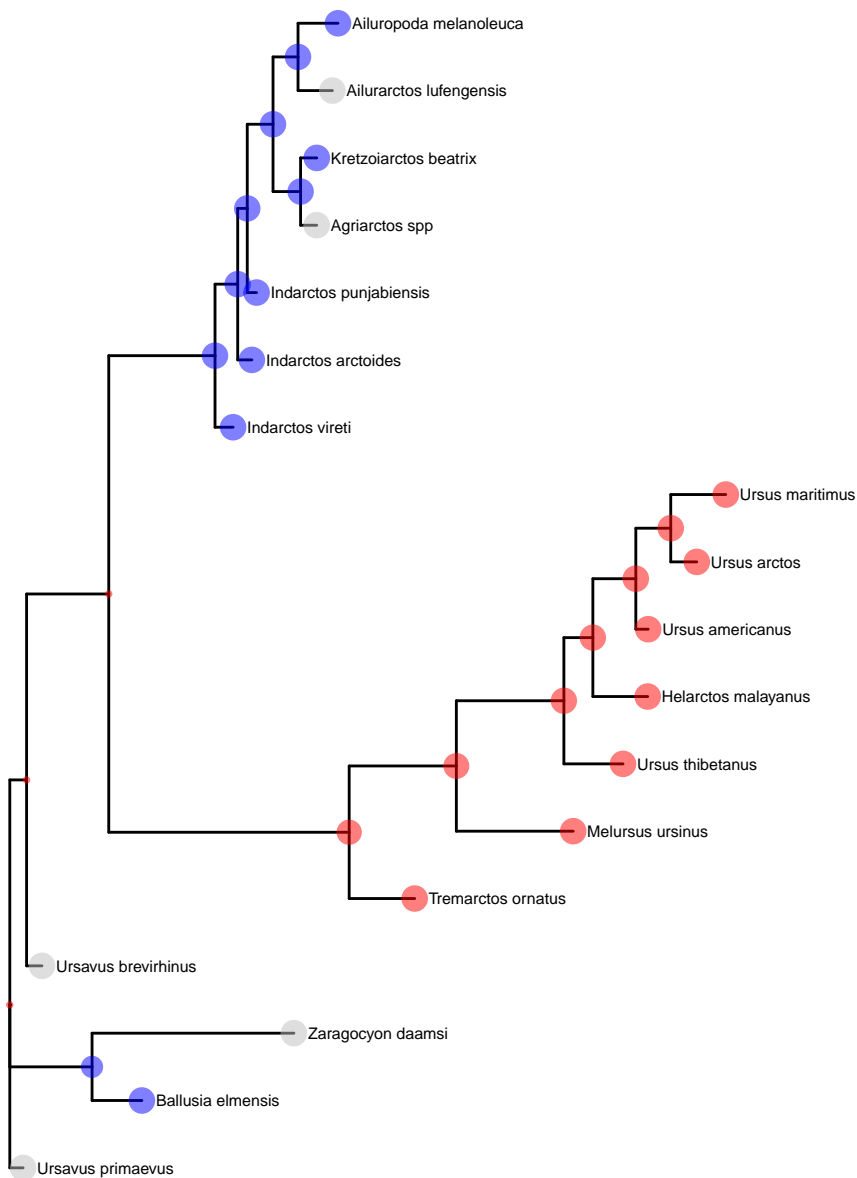 Ailuropoda melanoleuca
Ailurarctos lufengensis
Kretzoiarctos beatrix
Agriarctos spp
Indarctos punjabiensis
Indarctos arctoides
Indarctos vireti
Ursus maritimus
Ursus arctos
Ursus americanus
Helarctos malayanus
Ursus thibetanus
Melursus ursinus
Tremarctos ornatus
Ursavus brevirhinus
Zaragocyon daamsi
Ballusia elmensis
Ursavus primaevus